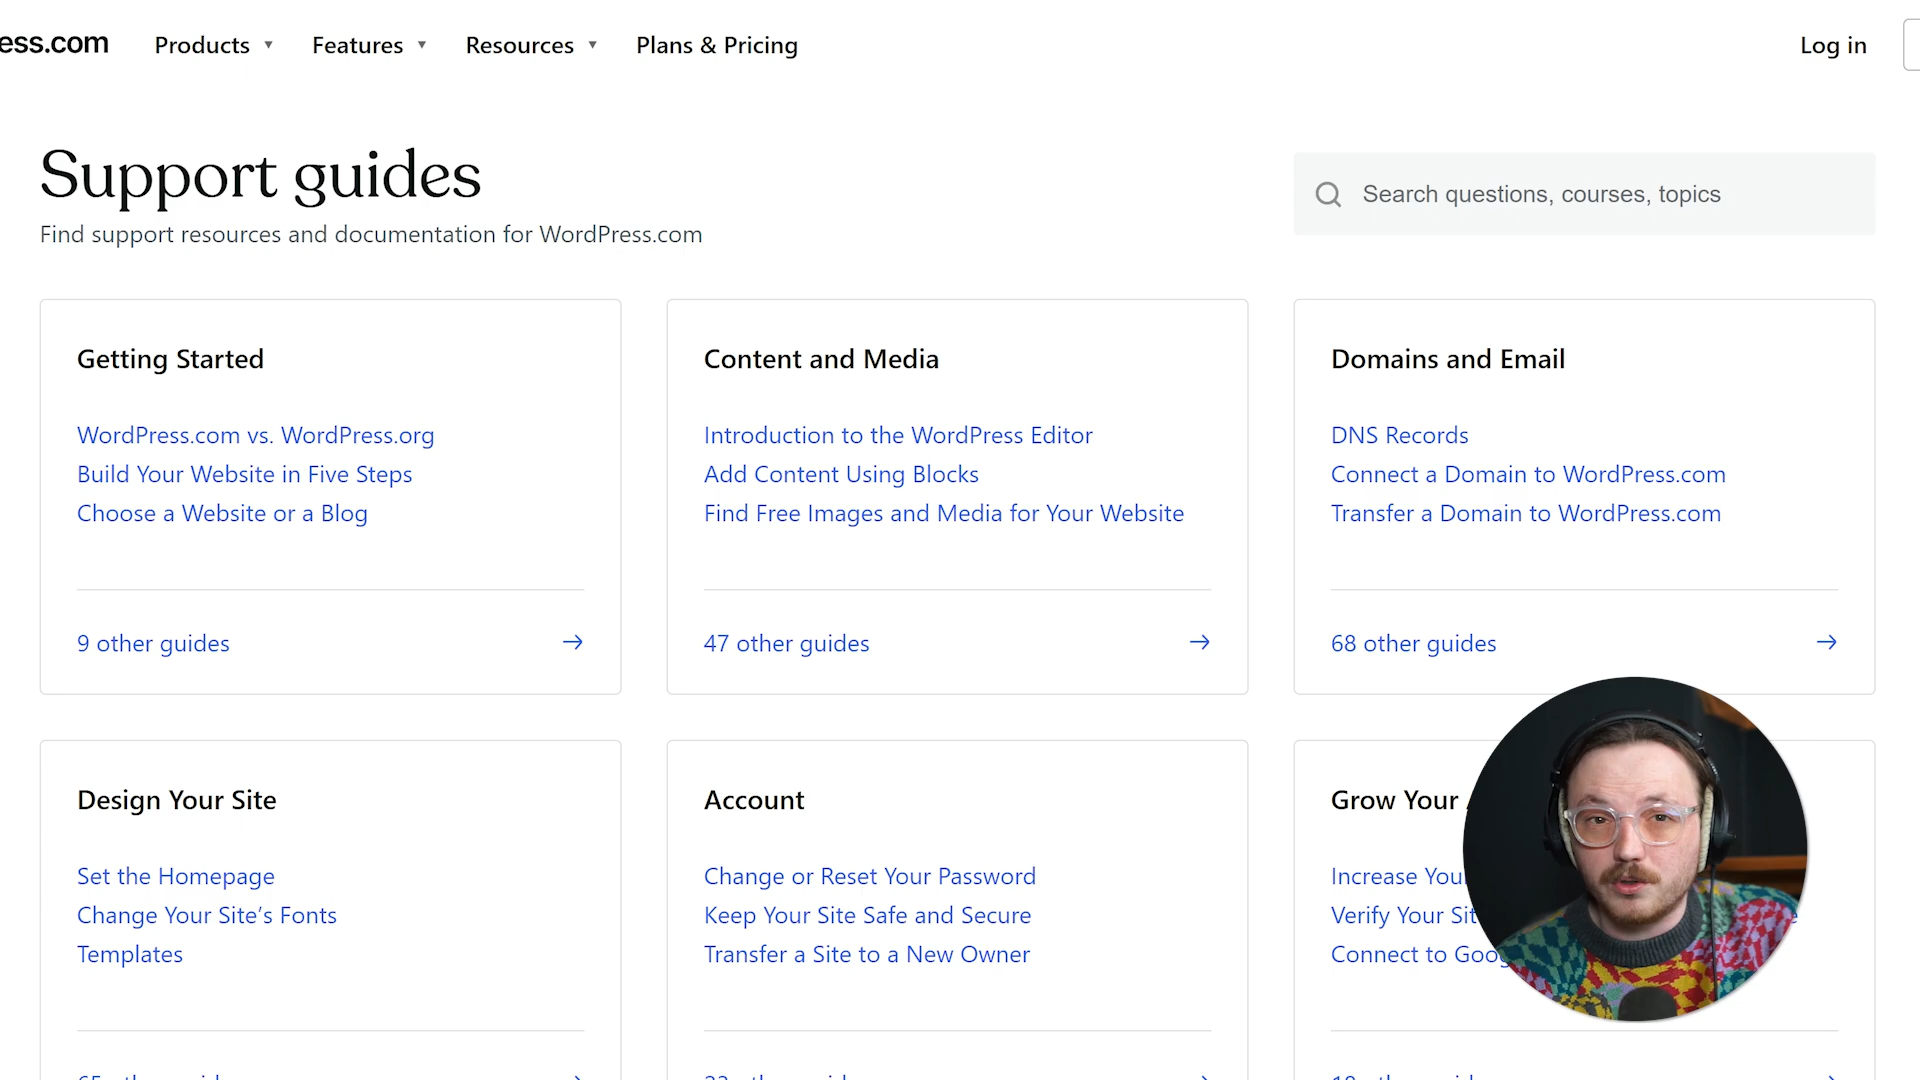 ess.com
Products
Features
Resources
Plans & Pricing
Log in
Support guides
Find support resources and documentation for WordPress.com
Search questions, courses, topics
Getting Started
WordPress.com vs. WordPress.org
Build Your Website in Five Steps
Choose a Website or a Blog
9 other guides
Content and Media
Introduction to the WordPress Editor
Add Content Using Blocks
Find Free Images and Media for Your Website
47 other guides
Domains and Email
DNS Records
Connect a Domain to WordPress.com
Transfer a Domain to WordPress.com
68 other guides
Design Your Site
Set the Homepage
Change Your Site’s Fonts
Templates
Account
Change or Reset Your Password
Keep Your Site Safe and Secure
Transfer a Site to a New Owner
Grow Your
Increase You
Verify Your Sit
Connect to Goog